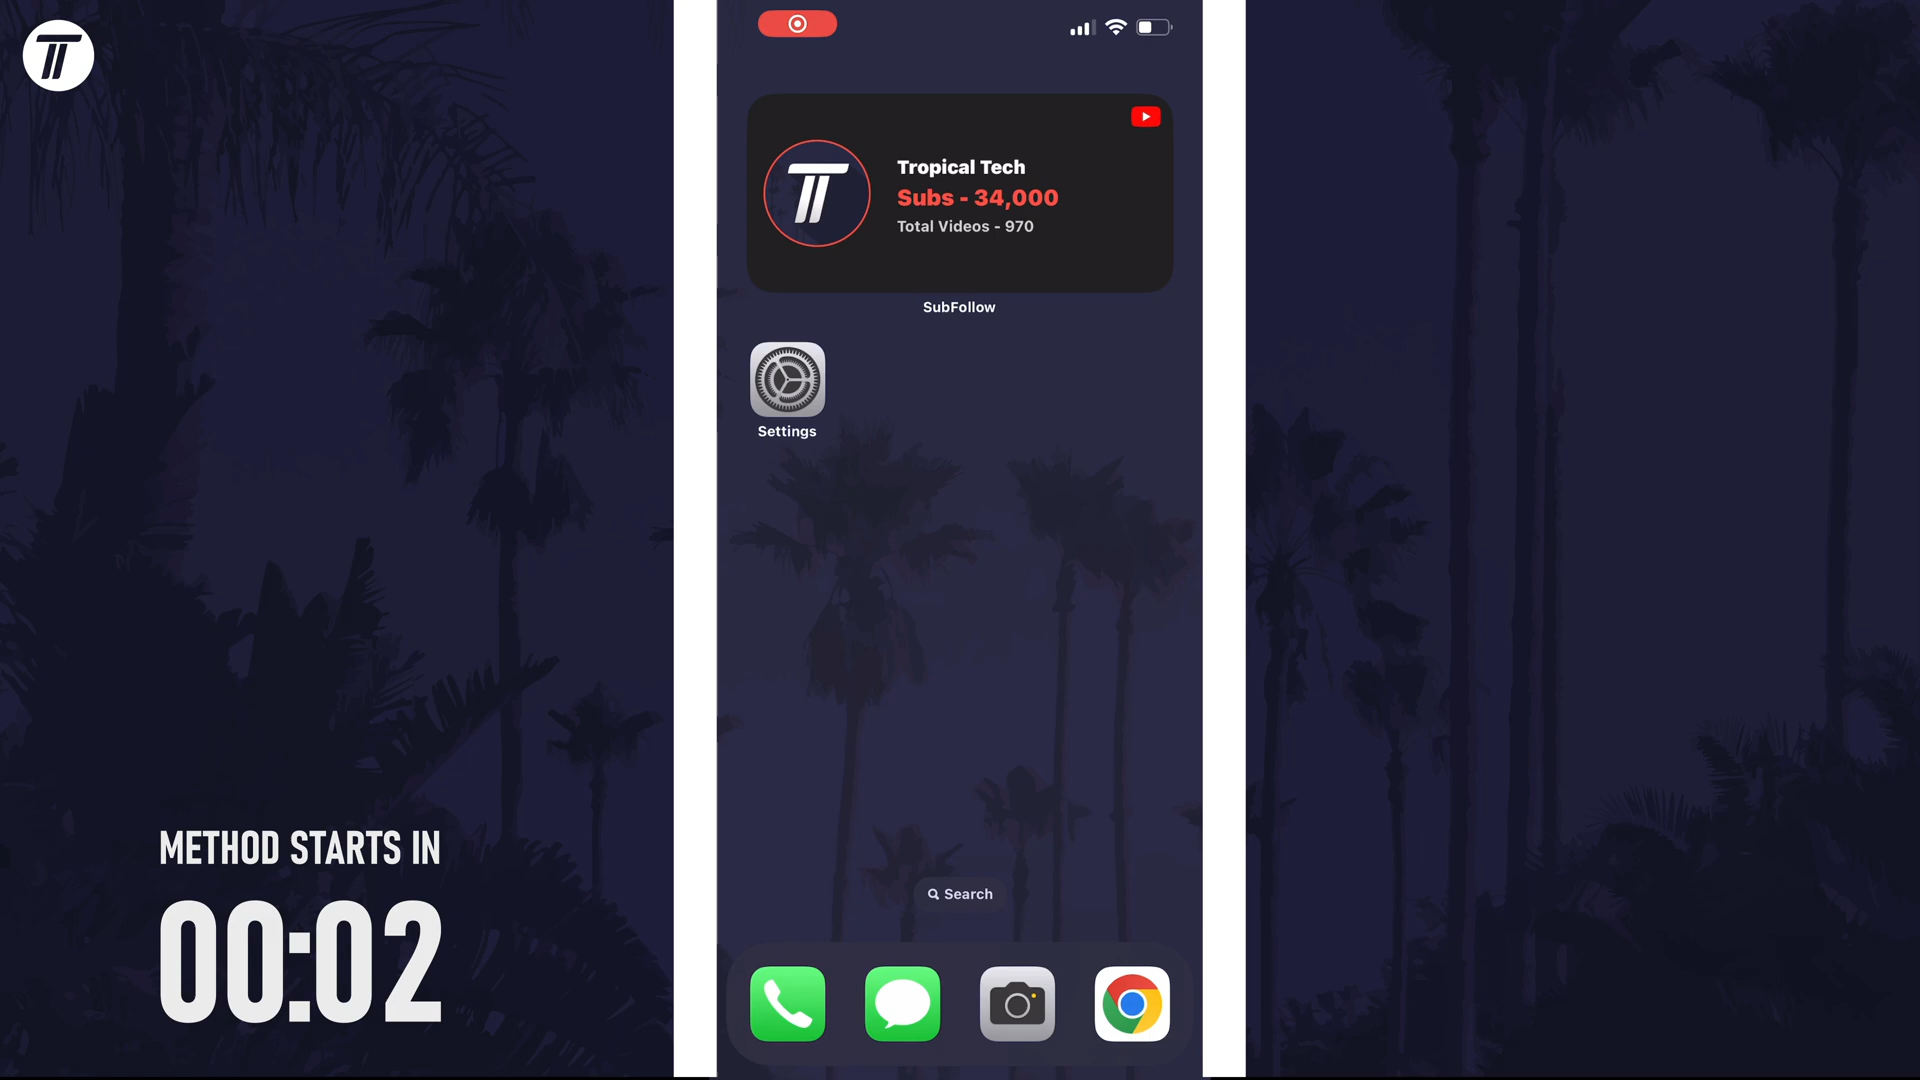 Tropical Tech
Subs - 34,000
Total Videos - 970
SubFollow
Settings
Search
METHOD STARTS IN
00:02